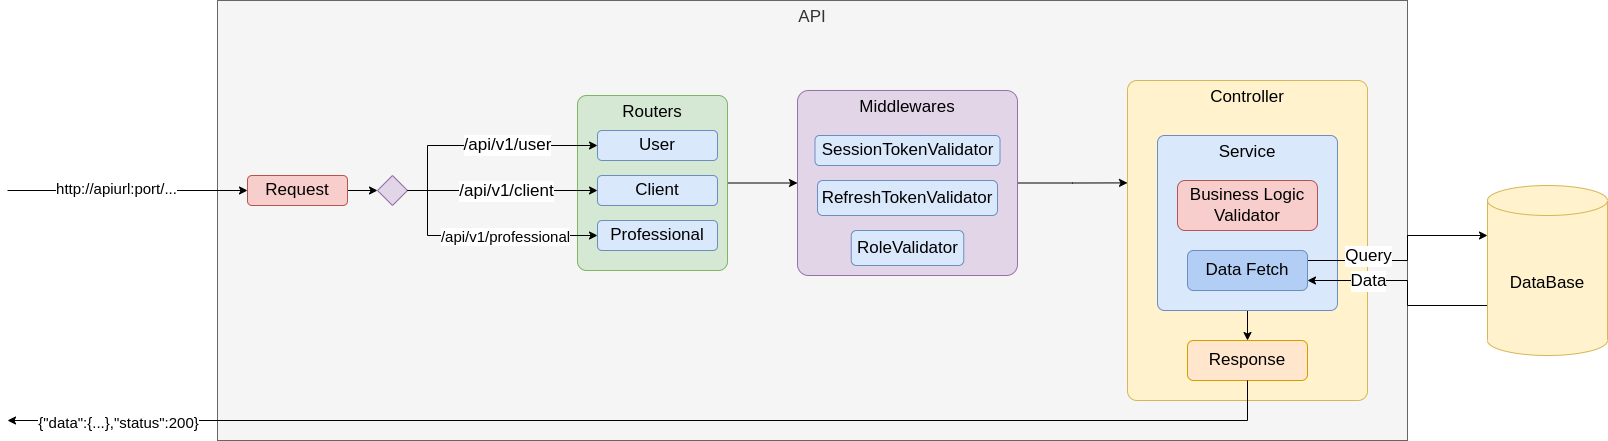 API
Routers
User
Client
Professional
/api/v1/user
/api/v1/client
/api/v1/professional
http://apiurl:port/...
Request
Middlewares
SessionTokenValidator
RefreshTokenValidator
RoleValidator
Controller
Service
Business Logic
Validator
Data Fetch
Query
Data
DataBase
Response
{"data":{...},"status":200}